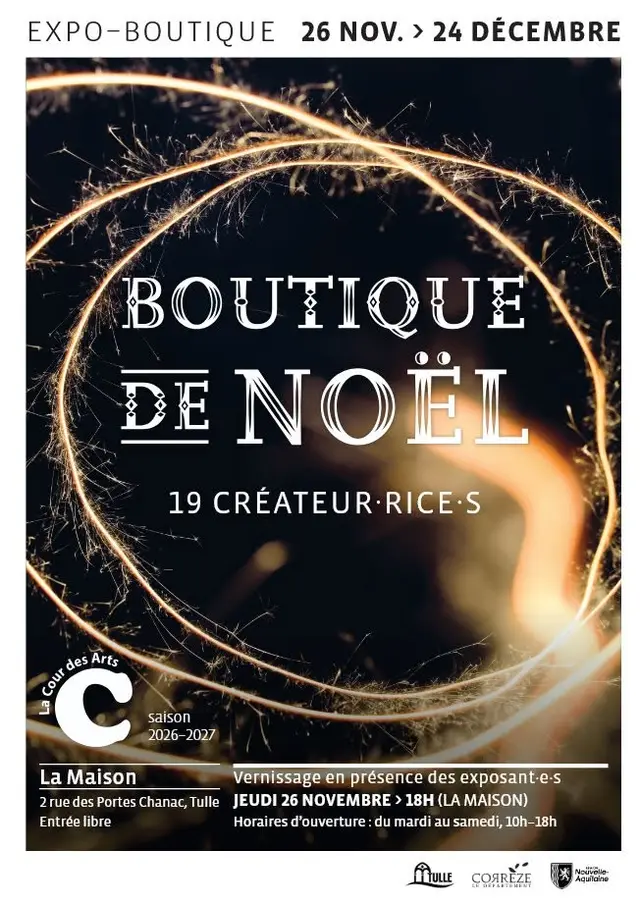 EXPO-BOUTIQUE 26 NOV. > 24 DÉCEMBRE
BOUTIQUE
DE NOËL
19 CRÉATEUR·RICE·S
La Cour des Arts
C
saison
2026-2027
La Maison
2 rue des Portes Chanac, Tulle
Entrée libre
Vernissage en présence des exposant·e·s
JEUDI 26 NOVEMBRE > 18H (LA MAISON)
Horaires d'ouverture : du mardi au samedi, 10h-18h
TULLE
CORRÈZE
LE DÉPARTEMENT
Nouvelle-
Aquitaine